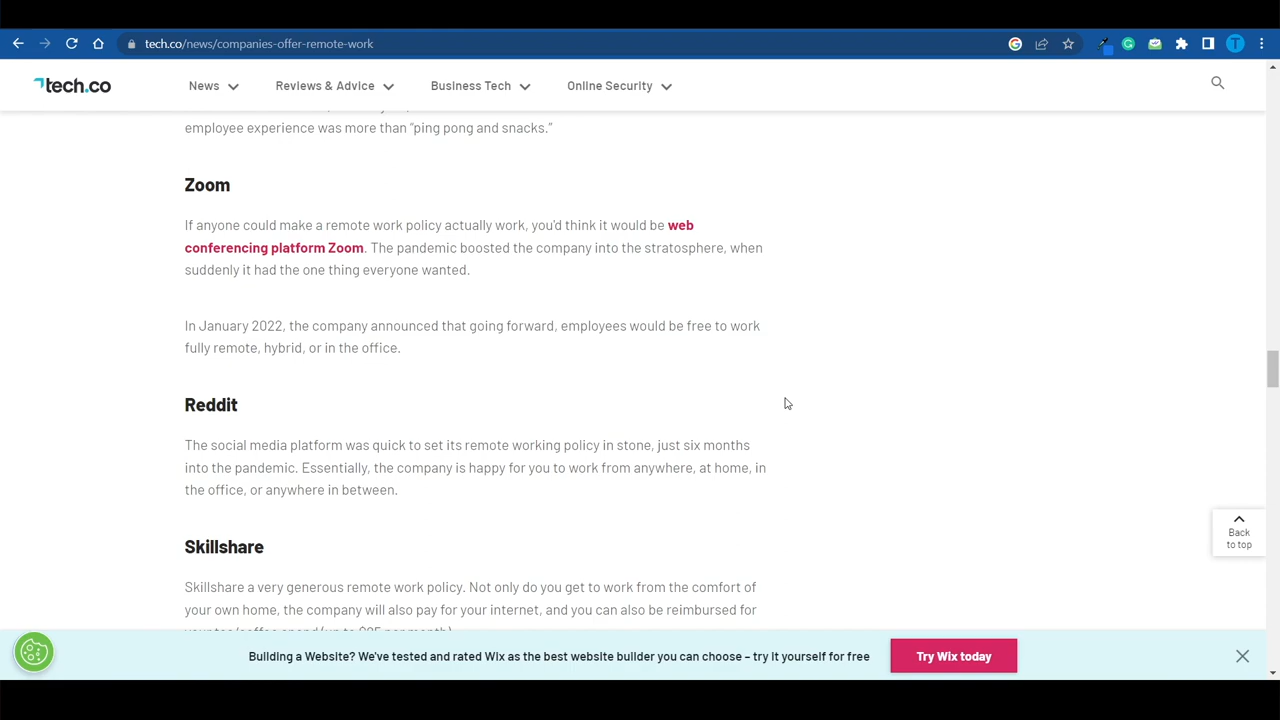 tech.co/news/companies-offer-remote-work
tech.co
News
Reviews & Advice
Business Tech
Online Security
employee experience was more than “ping pong and snacks.”
Zoom
If anyone could make a remote work policy actually work, you'd think it would be web
conferencing platform Zoom. The pandemic boosted the company into the stratosphere, when
suddenly it had the one thing everyone wanted.
In January 2022, the company announced that going forward, employees would be free to work
fully remote, hybrid, or in the office.
Reddit
The social media platform was quick to set its remote working policy in stone, just six months
into the pandemic. Essentially, the company is happy for you to work from anywhere, at home, in
the office, or anywhere in between.
Skillshare
Skillshare a very generous remote work policy. Not only do you get to work from the comfort of
your own home, the company will also pay for your internet, and you can also be reimbursed for
Back
to top
Building a Website? We've tested and rated Wix as the best website builder you can choose – try it yourself for free
Try Wix today